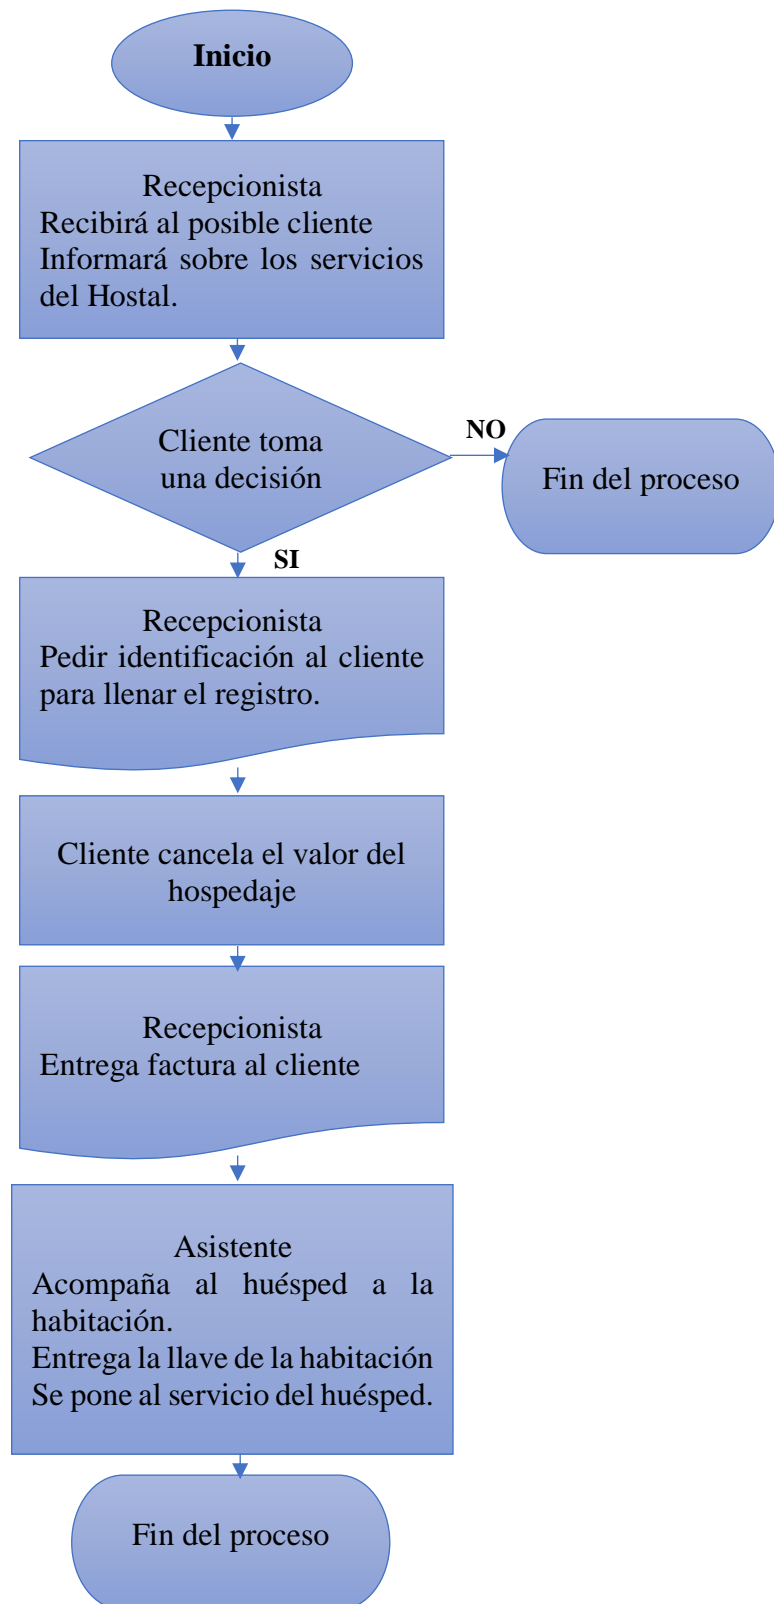 Inicio
Recepcionista
Recibirá al posible cliente
Informará sobre los servicios
del Hostal.
Cliente toma
una decisión
NO
Fin del proceso
SI
Recepcionista
Pedir identificación al cliente
para llenar el registro.
Cliente cancela el valor del
hospedaje
Recepcionista
Entrega factura al cliente
Asistente
Acompaña al huésped a la
habitación.
Entrega la llave de la habitación
Se pone al servicio del huésped.
Fin del proceso